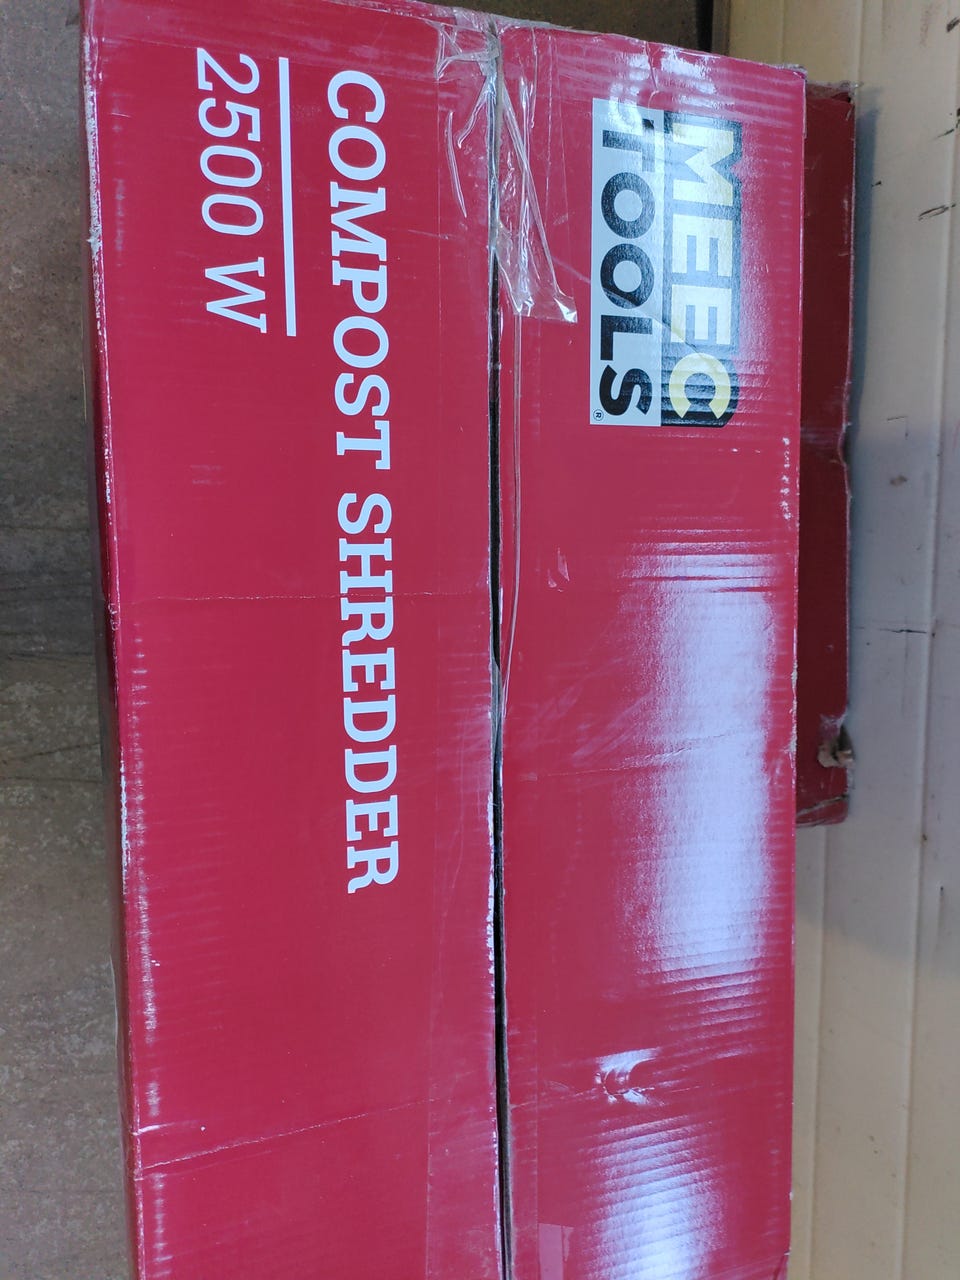 MEEC
TOOLS®
COMPOST SHREDDER
2500 W